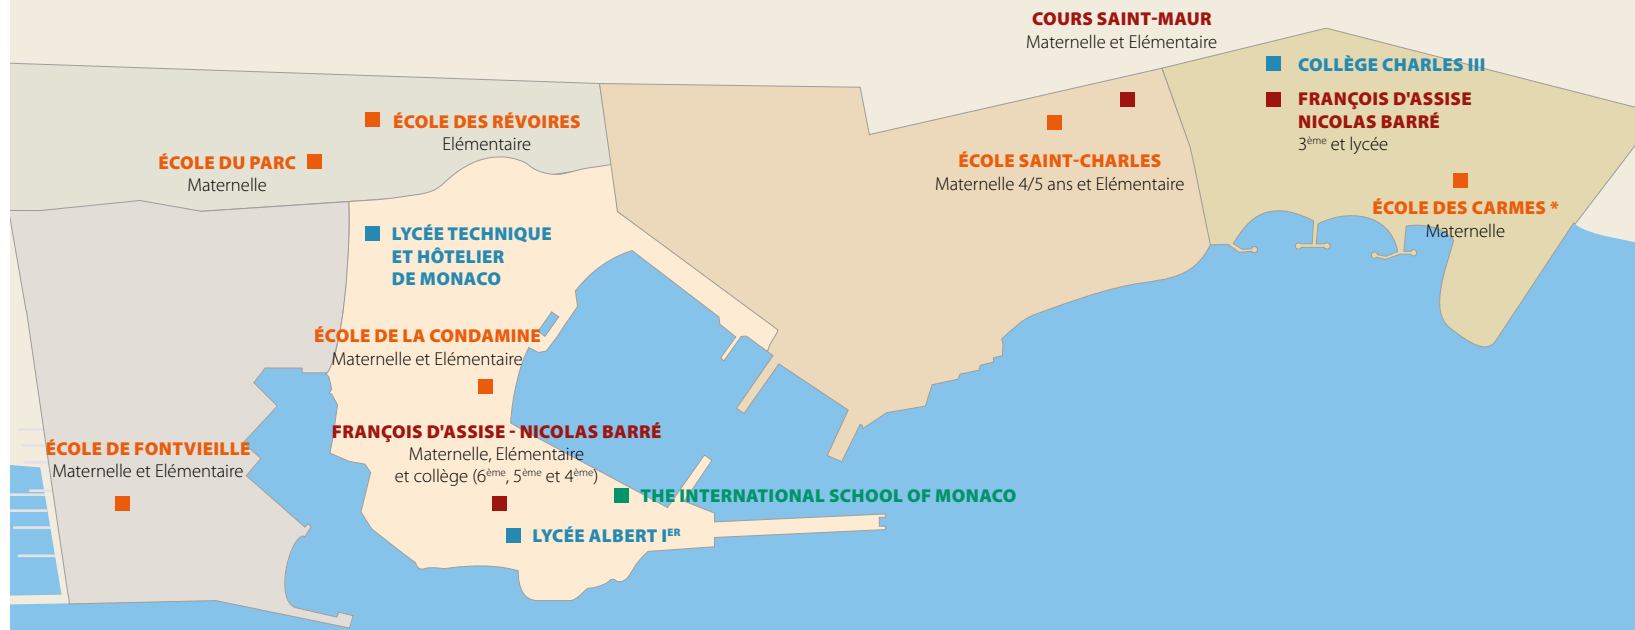 COURS SAINT-MAUR
Maternelle et Elémentaire
COLLÈGE CHARLES III
FRANÇOIS D'ASSISE
NICOLAS BARRÉ
3ème et lycée
ÉCOLE DES RÉVOIRES
Elémentaire
ÉCOLE DU PARC
Maternelle
ÉCOLE SAINT-CHARLES
Maternelle 4/5 ans et Elémentaire
ÉCOLE DES CARMES *
Maternelle
LYCÉE TECHNIQUE
ET HÔTELIER
DE MONACO
ÉCOLE DE LA CONDAMINE
Maternelle et Elémentaire
FRANÇOIS D'ASSISE - NICOLAS BARRÉ
Maternelle, Elémentaire
et collège (6ème, 5ème et 4ème)
ÉCOLE DE FONTVIEILLE
Maternelle et Elémentaire
THE INTERNATIONAL SCHOOL OF MONACO
LYCÉE ALBERT IER